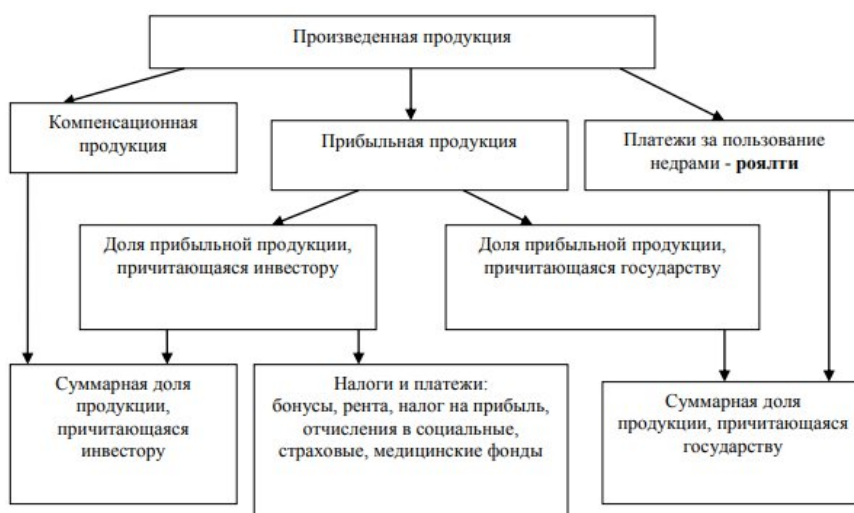 Произведенная продукция
Компенсационная
продукция
Прибыльная продукция
Платежи за пользование
недрами - роялти
Доля прибыльной продукции,
причитающаяся инвестору
Доля прибыльной продукции,
причитающаяся государству
Суммарная доля
продукции,
причитающаяся
инвестору
Налоги и платежи:
бонусы, рента, налог на прибыль,
отчисления в социальные,
страховые, медицинские фонды
Суммарная доля
продукции, причитающаяся
государству